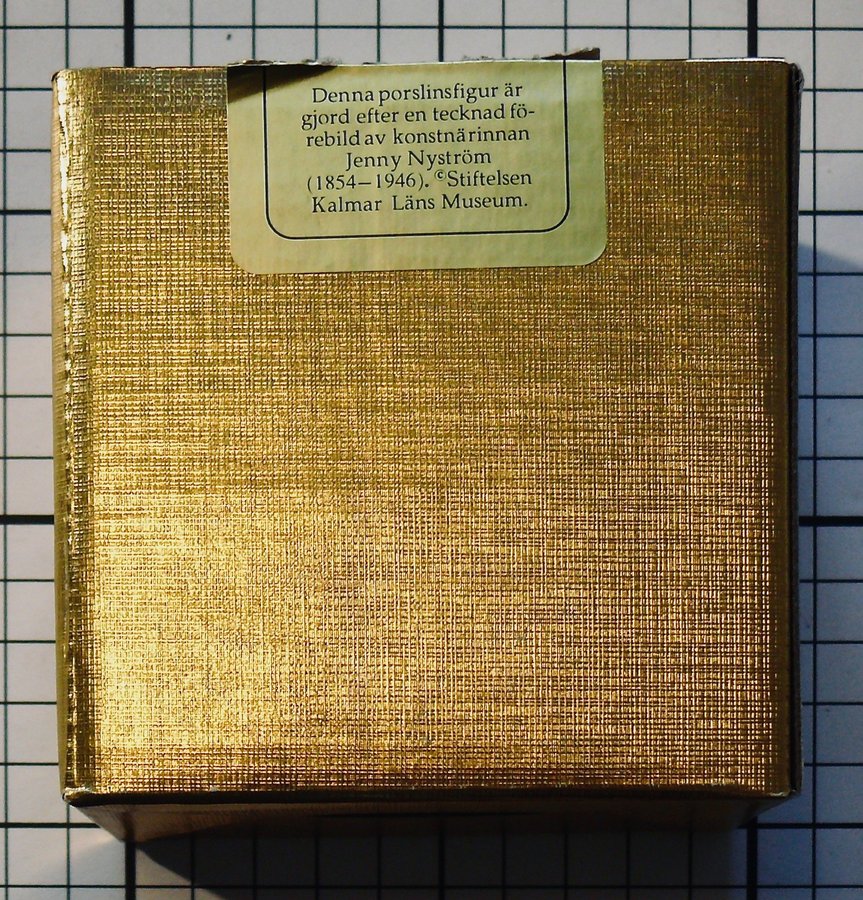 Denna porslinsfigur är
gjord efter en tecknad fö-
rebild av konstnärinnan
Jenny Nyström
(1854–1946). ©Stiftelsen
Kalmar Läns Museum.